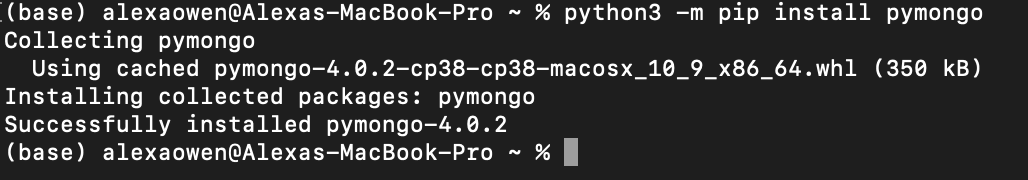 (base) alexaowen@Alexas-MacBook-Pro ~ % python3 -m pip install pymongo
Collecting pymongo
  Using cached pymongo-4.0.2-cp38-cp38-macosx_10_9_x86_64.whl (350 kB)
Installing collected packages: pymongo
Successfully installed pymongo-4.0.2
(base) alexaowen@Alexas-MacBook-Pro ~ %